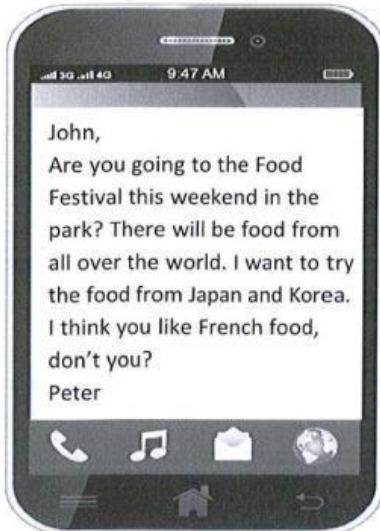 3G 4G 9:47 AM
John,
Are you going to the Food
Festival this weekend in the
park? There will be food from
all over the world. I want to try
the food from Japan and Korea.
I think you like French food,
don't you?
Peter